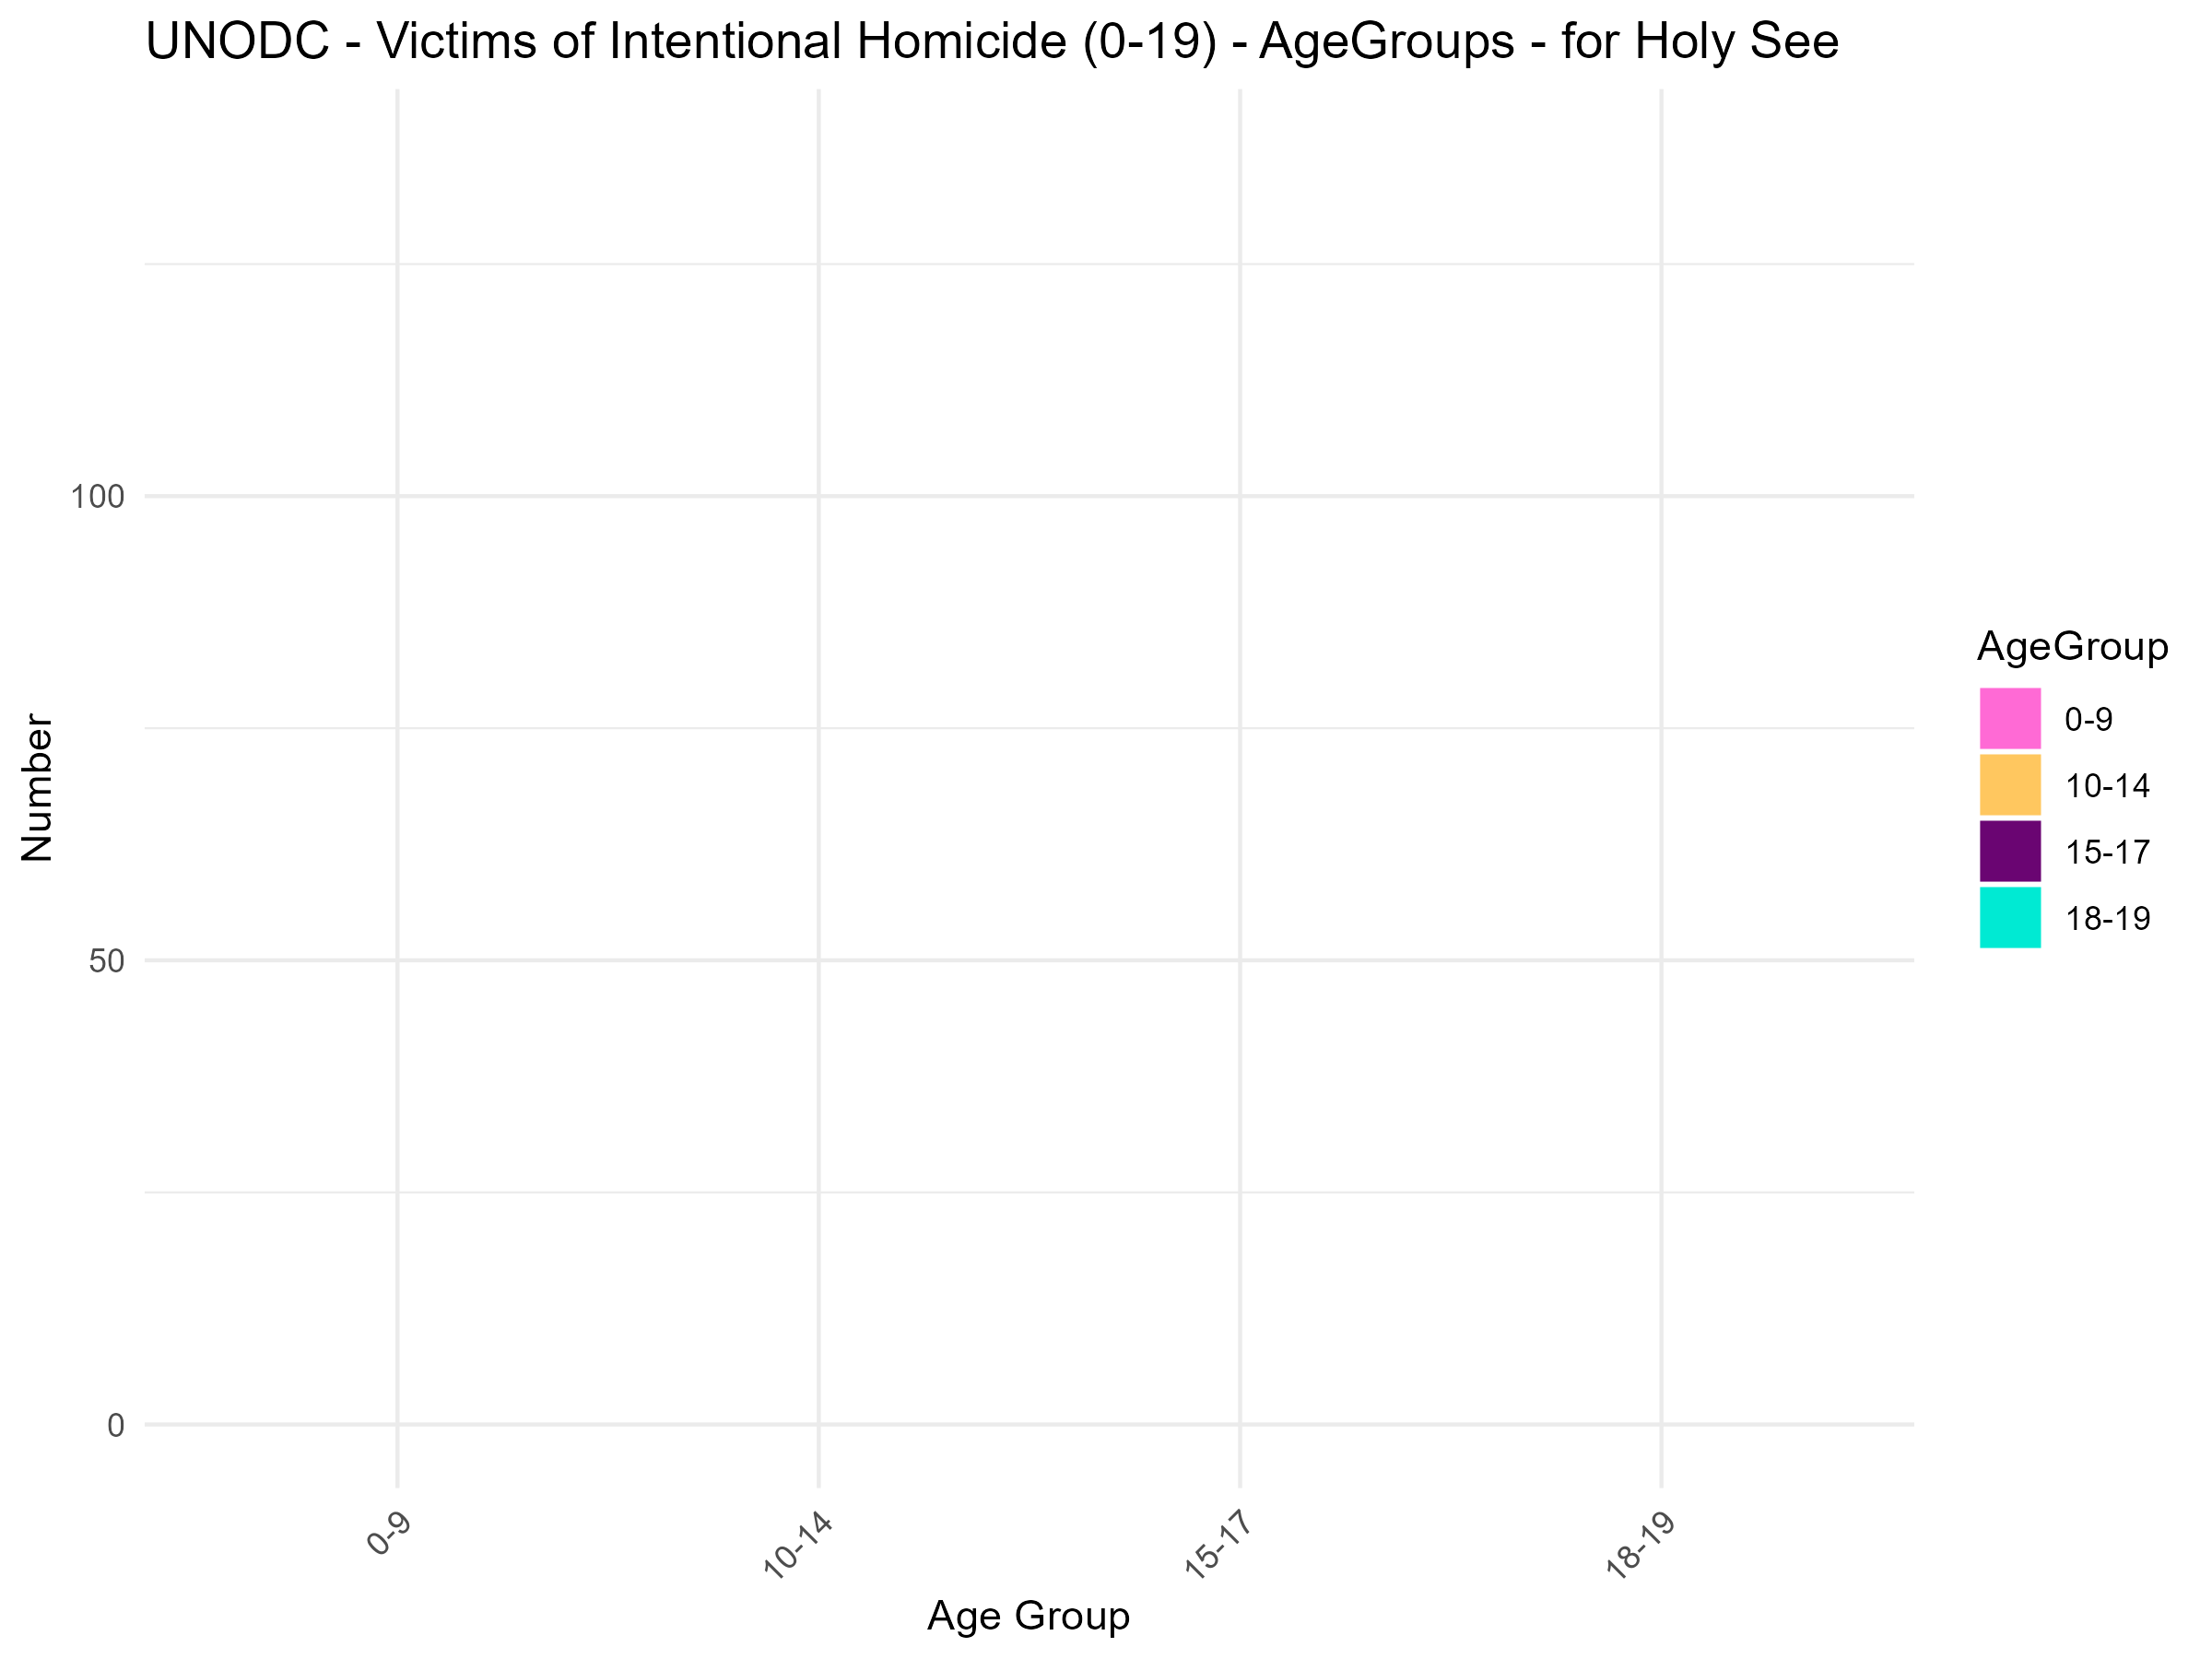 UNODC - Victims of Intentional Homicide (0-19) - AgeGroups - for Holy See
100
50
0
Number
0-9
10-14
15-17
18-19
Age Group
AgeGroup
0-9
10-14
15-17
18-19